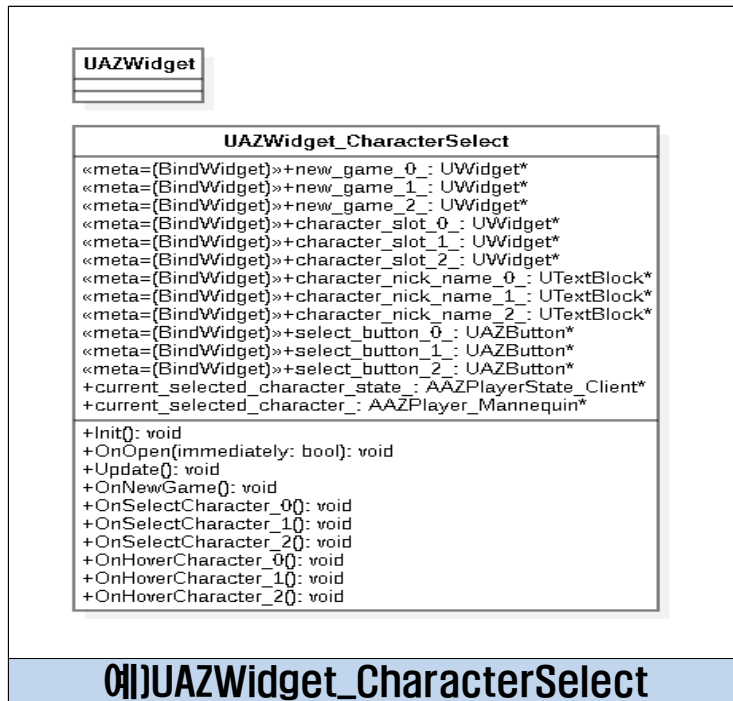 UAZWidget
UAZWidget_CharacterSelect
«meta=(BindWidget)»+new_game_0_: UWidget*
«meta=(BindWidget)»+new_game_1_: UWidget*
«meta=(BindWidget)»+new_game_2_: UWidget*
«meta=(BindWidget)»+character_slot_0_: UWidget*
«meta=(BindWidget)»+character_slot_1_: UWidget*
«meta=(BindWidget)»+character_slot_2_: UWidget*
«meta=(BindWidget)»+character_nick_name_0_: UTextBlock*
«meta=(BindWidget)»+character_nick_name_1_: UTextBlock*
«meta=(BindWidget)»+character_nick_name_2_: UTextBlock*
«meta=(BindWidget)»+select_button_0_: UAZButton*
«meta=(BindWidget)»+select_button_1_: UAZButton*
«meta=(BindWidget)»+select_button_2_: UAZButton*
+current_selected_character_state_: AAZPlayerState_Client*
+current_selected_character_: AAZPlayer_Mannequin*
+Init(): void
+OnOpen(immediately: bool): void
+Update(): void
+OnNewGame(): void
+OnSelectCharacter_0(): void
+OnSelectCharacter_1(): void
+OnSelectCharacter_2(): void
+OnHoverCharacter_0(): void
+OnHoverCharacter_1(): void
+OnHoverCharacter_2(): void
예)UAZWidget_CharacterSelect